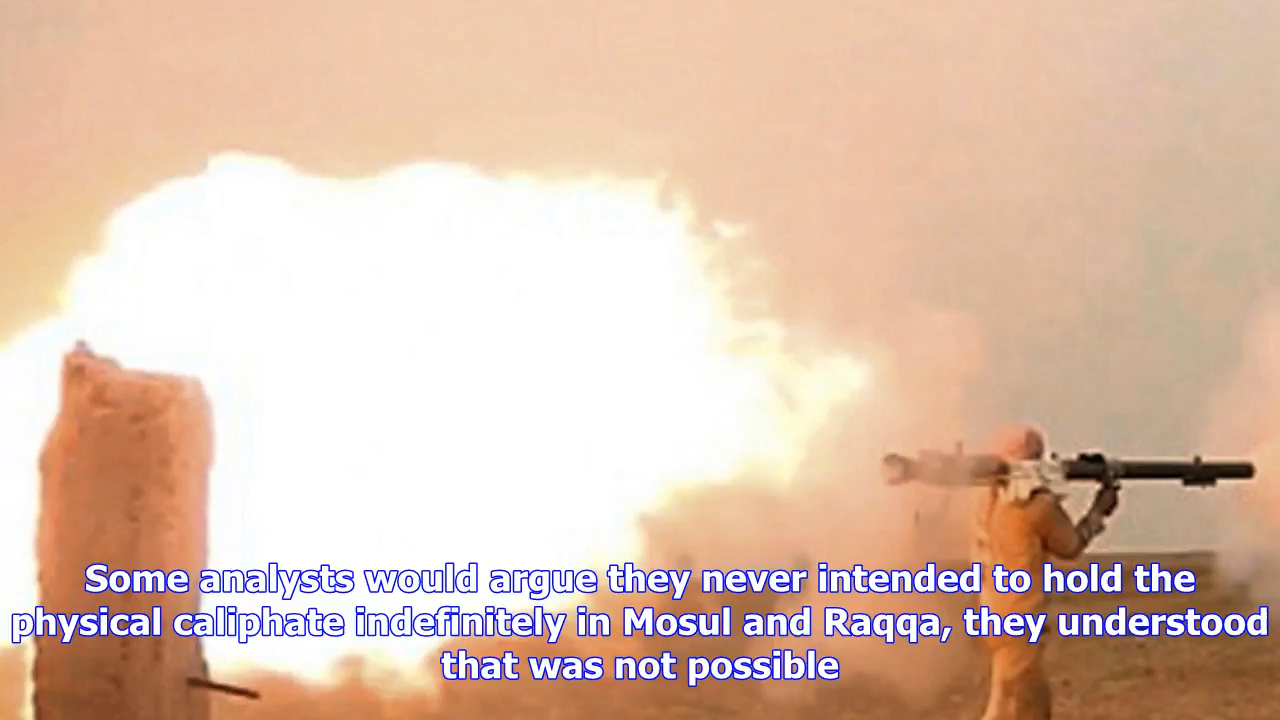 Some analysts would argue they never intended to hold the
physical caliphate indefinitely in Mosul and Raqqa, they understood
that was not possible